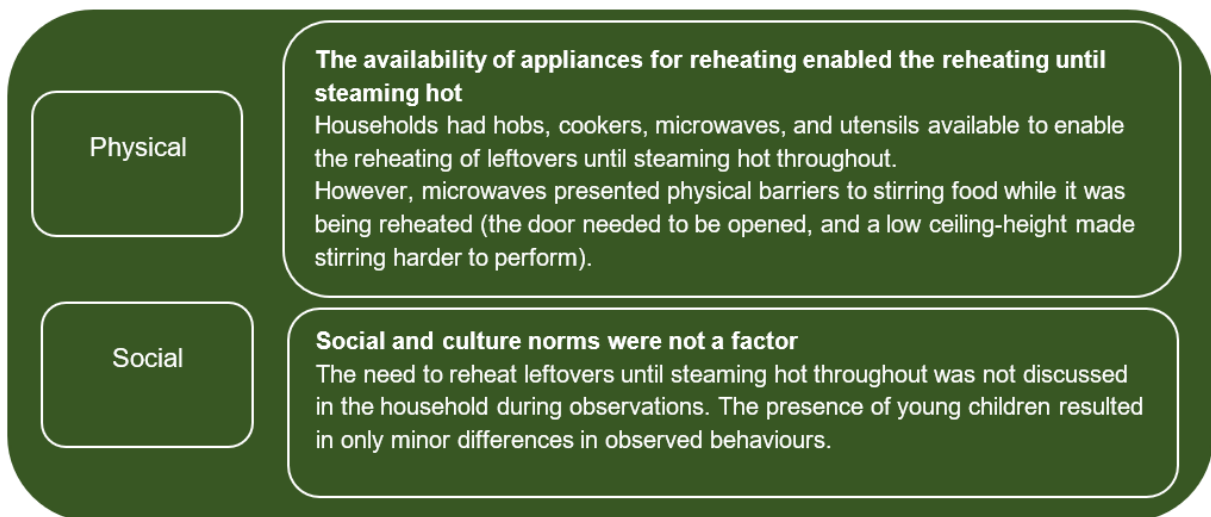 Physical
The availability of appliances for reheating enabled the reheating until
steaming hot
Households had hobs, cookers, microwaves, and utensils available to enable
the reheating of leftovers until steaming hot throughout.
However, microwaves presented physical barriers to stirring food while it was
being reheated (the door needed to be opened, and a low ceiling-height made
stirring harder to perform).
Social
Social and culture norms were not a factor
The need to reheat leftovers until steaming hot throughout was not discussed
in the household during observations. The presence of young children resulted
in only minor differences in observed behaviours.